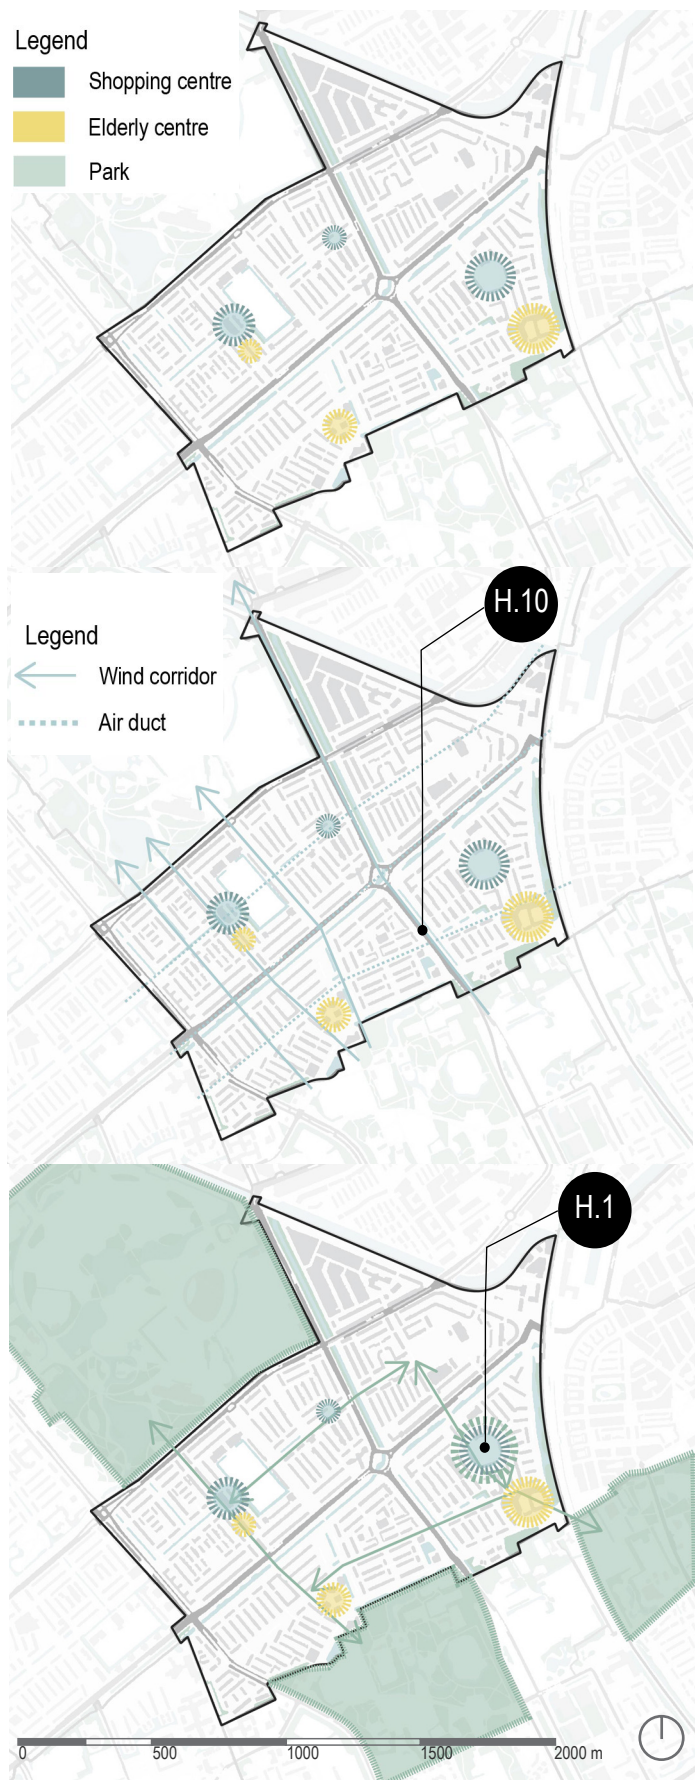 Legend
Shopping centre
Elderly centre
Park
H.10
Legend
Wind corridor
Air duct
H.1
0 500 1000 1500 2000 m